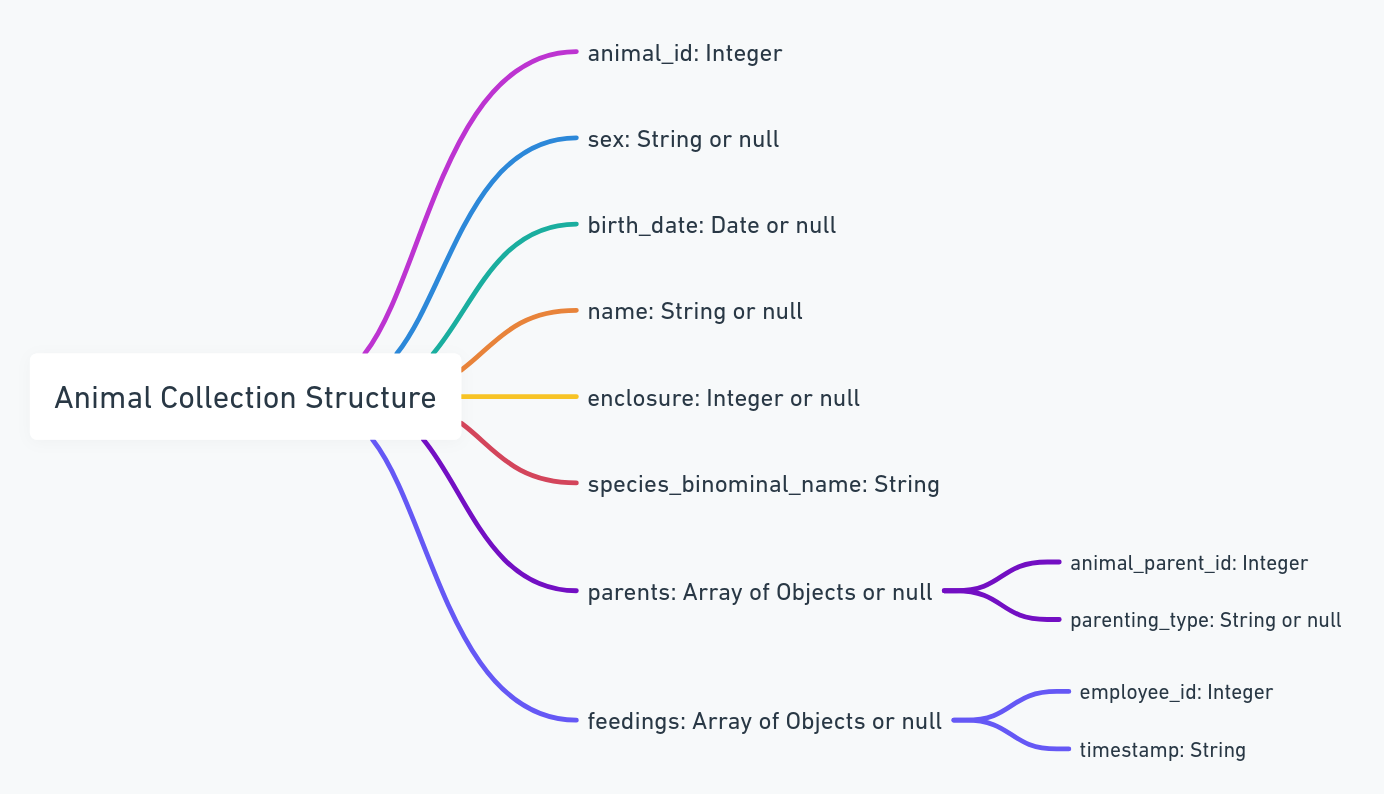 Animal Collection Structure
animal_id: Integer
sex: String or null
birth_date: Date or null
name: String or null
enclosure: Integer or null
species_binominal_name: String
parents: Array of Objects or null
animal_parent_id: Integer
parenting_type: String or null
feedings: Array of Objects or null
employee_id: Integer
timestamp: String